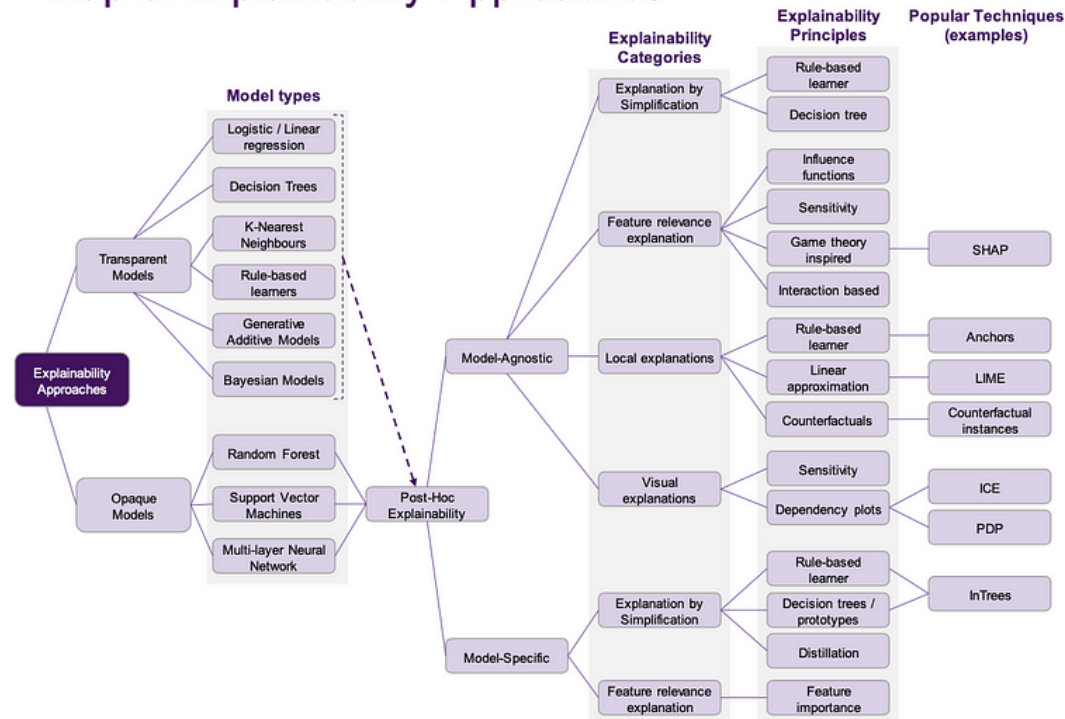 Explainability
Principles
Popular Techniques
(examples)
Explainability
Categories
Model types
Explainability
Approaches
Transparent
Models
Opaque
Models
Logistic / Linear
regression
Decision Trees
K-Nearest
Neighbours
Rule-based
learners
Generative
Additive Models
Bayesian Models
Random Forest
Support Vector
Machines
Multi-layer Neural
Network
Post-Hoc
Explainability
Model-Agnostic
Model-Specific
Explanation by
Simplification
Feature relevance
explanation
Local explanations
Visual
explanations
Explanation by
Simplification
Feature relevance
explanation
Rule-based
learner
Decision tree
Influence
functions
Sensitivity
Game theory
inspired
Interaction based
Rule-based
learner
Linear
approximation
Counterfactuals
Sensitivity
Dependency plots
Rule-based
learner
Decision trees /
prototypes
Distillation
Feature
importance
SHAP
Anchors
LIME
Counterfactual
instances
ICE
PDP
InTrees